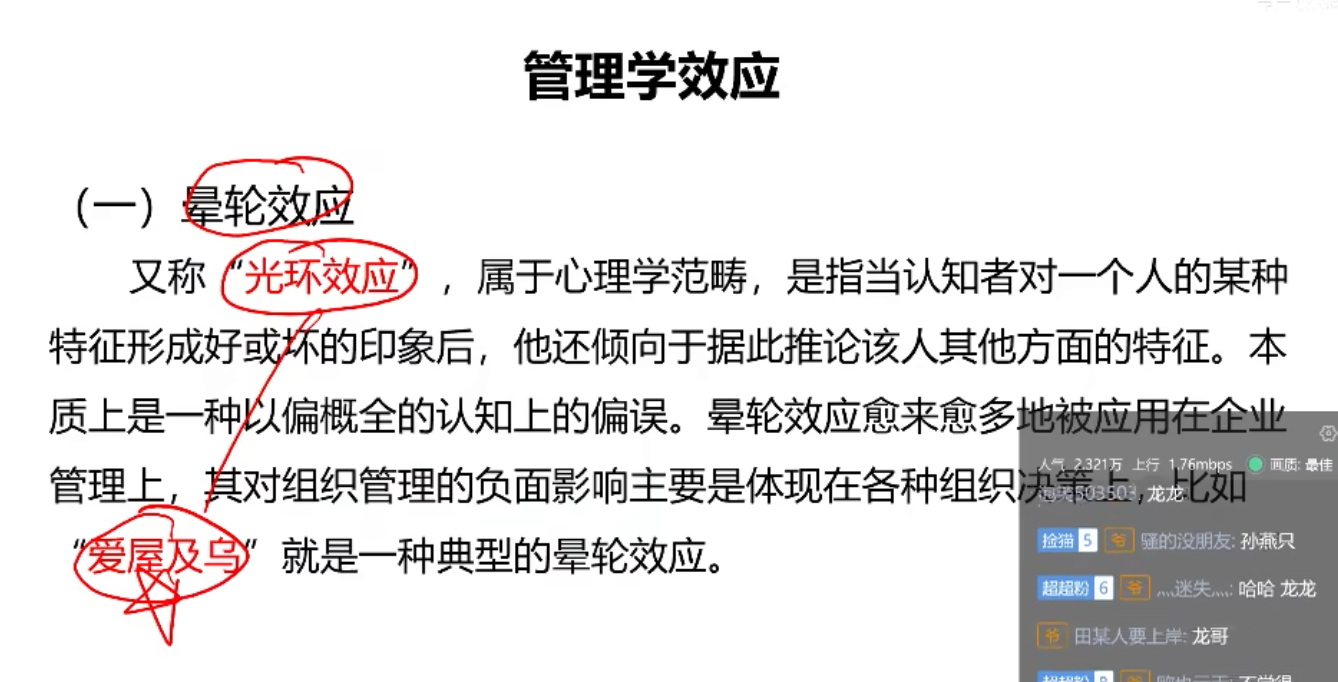 管理学效应
（一）晕轮效应
又称“光环效应”，属于心理学范畴，是指当认知者对一个人的某种
特征形成好或坏的印象后，他还倾向于据此推论该人其他方面的特征。本
质上是一种以偏概全的认知上的偏误。晕轮效应愈来愈多地被应用在企业
管理上，其对组织管理的负面影响主要是体现在各种组织决策上，比如
“爱屋及乌”就是一种典型的晕轮效应。
人气 2.321万 上行 1.76mbps 画质: 最佳
503503: 龙龙
捡猫 5 爷 骚的没朋友: 孙燕只
超超粉 6 爷 灬迷失灬: 哈哈 龙龙
爷 田某人要上岸: 龙哥